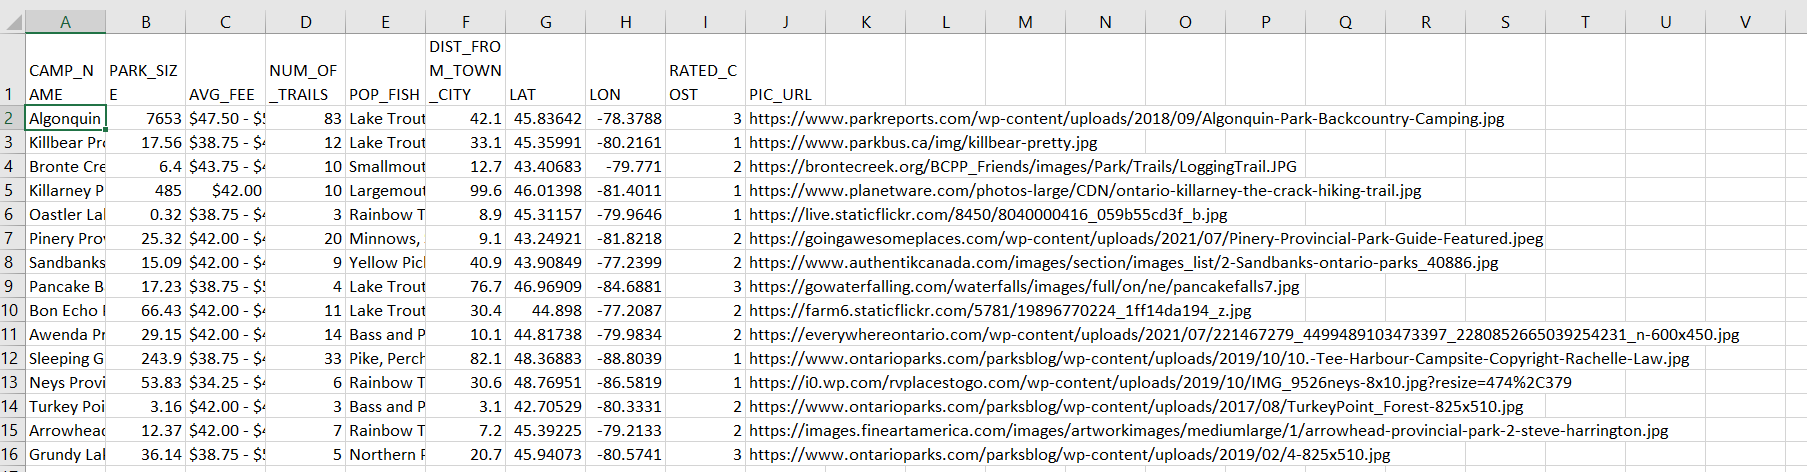 A B C D E F G H I J K L M N O P Q R S T U V
DIST_FRO
CAMP_N PARK_SIZ NUM_OF M_TOWN RATED_C
1 AME E AVG_FEE _TRAILS POP_FISH _CITY LAT LON OST PIC_URL
2 Algonquin 7653 $47.50 - $5 83 Lake Trout 42.1 45.83642 -78.3788 3 https://www.parkreports.com/wp-content/uploads/2018/09/Algonquin-Park-Backcountry-Camping.jpg
3 Killbear Pro 17.56 $38.75 - $4 12 Lake Trout 33.1 45.35991 -80.2161 1 https://www.parkbus.ca/img/killbear-pretty.jpg
4 Bronte Cre 6.4 $43.75 - $4 10 Smallmout 12.7 43.40683 -79.771 2 https://brontecreek.org/BCPP_Friends/images/Park/Trails/LoggingTrail.JPG
5 Killarney P 485 $42.00 10 Largemout 99.6 46.01398 -81.4011 1 https://www.planetware.com/photos-large/CDN/ontario-killarney-the-crack-hiking-trail.jpg
6 Oastler Lal 0.32 $38.75 - $4 3 Rainbow T 8.9 45.31157 -79.9646 1 https://live.staticflickr.com/8450/8040000416_059b55cd3f_b.jpg
7 Pinery Prov 25.32 $42.00 - $4 20 Minnows, 9.1 43.24921 -81.8218 2 https://goingawesomeplaces.com/wp-content/uploads/2021/07/Pinery-Provincial-Park-Guide-Featured.jpeg
8 Sandbanks 15.09 $42.00 - $4 9 Yellow Picl 40.9 43.90849 -77.2399 2 https://www.authentikcanada.com/images/section/images_list/2-Sandbanks-ontario-parks_40886.jpg
9 Pancake B 17.23 $38.75 - $5 4 Lake Trout 76.7 46.96909 -84.6881 3 https://gowaterfalling.com/waterfalls/images/full/on/ne/pancakefalls7.jpg
10 Bon Echo 66.43 $42.00 - $4 11 Lake Trout 30.4 44.898 -77.2087 2 https://farm6.staticflickr.com/5781/19896770224_1ff14da194_z.jpg
11 Awenda Pr 29.15 $42.00 - $4 14 Bass and P 10.1 44.81738 -79.9834 2 https://everywhereontario.com/wp-content/uploads/2021/07/221467279_4499489103473397_2280852665039254231_n-600x450.jpg
12 Sleeping G 243.9 $38.75 - $4 33 Pike, Perch 82.1 48.36883 -88.8039 1 https://www.ontarioparks.com/parksblog/wp-content/uploads/2019/10/10.-Tee-Harbour-Campsite-Copyright-Rachelle-Law.jpg
13 Neys Provi 53.83 $34.25 - $4 6 Rainbow T 30.6 48.76951 -86.5819 1 https://i0.wp.com/rvplacestogo.com/wp-content/uploads/2019/10/IMG_9526neys-8x10.jpg?resize=474%2C379
14 Turkey Poi 3.16 $42.00 - $4 3 Bass and P 3.1 42.70529 -80.3331 2 https://www.ontarioparks.com/parksblog/wp-content/uploads/2017/08/TurkeyPoint_Forest-825x510.jpg
15 Arrowhead 12.37 $42.00 - $4 7 Rainbow T 7.2 45.39225 -79.2133 2 https://images.fineartamerica.com/images/artworkimages/mediumlarge/1/arrowhead-provincial-park-2-steve-harrington.jpg
16 Grundy Lal 36.14 $38.75 - $5 5 Northern 20.7 45.94073 -80.5741 3 https://www.ontarioparks.com/parksblog/wp-content/uploads/2019/02/4-825x510.jpg